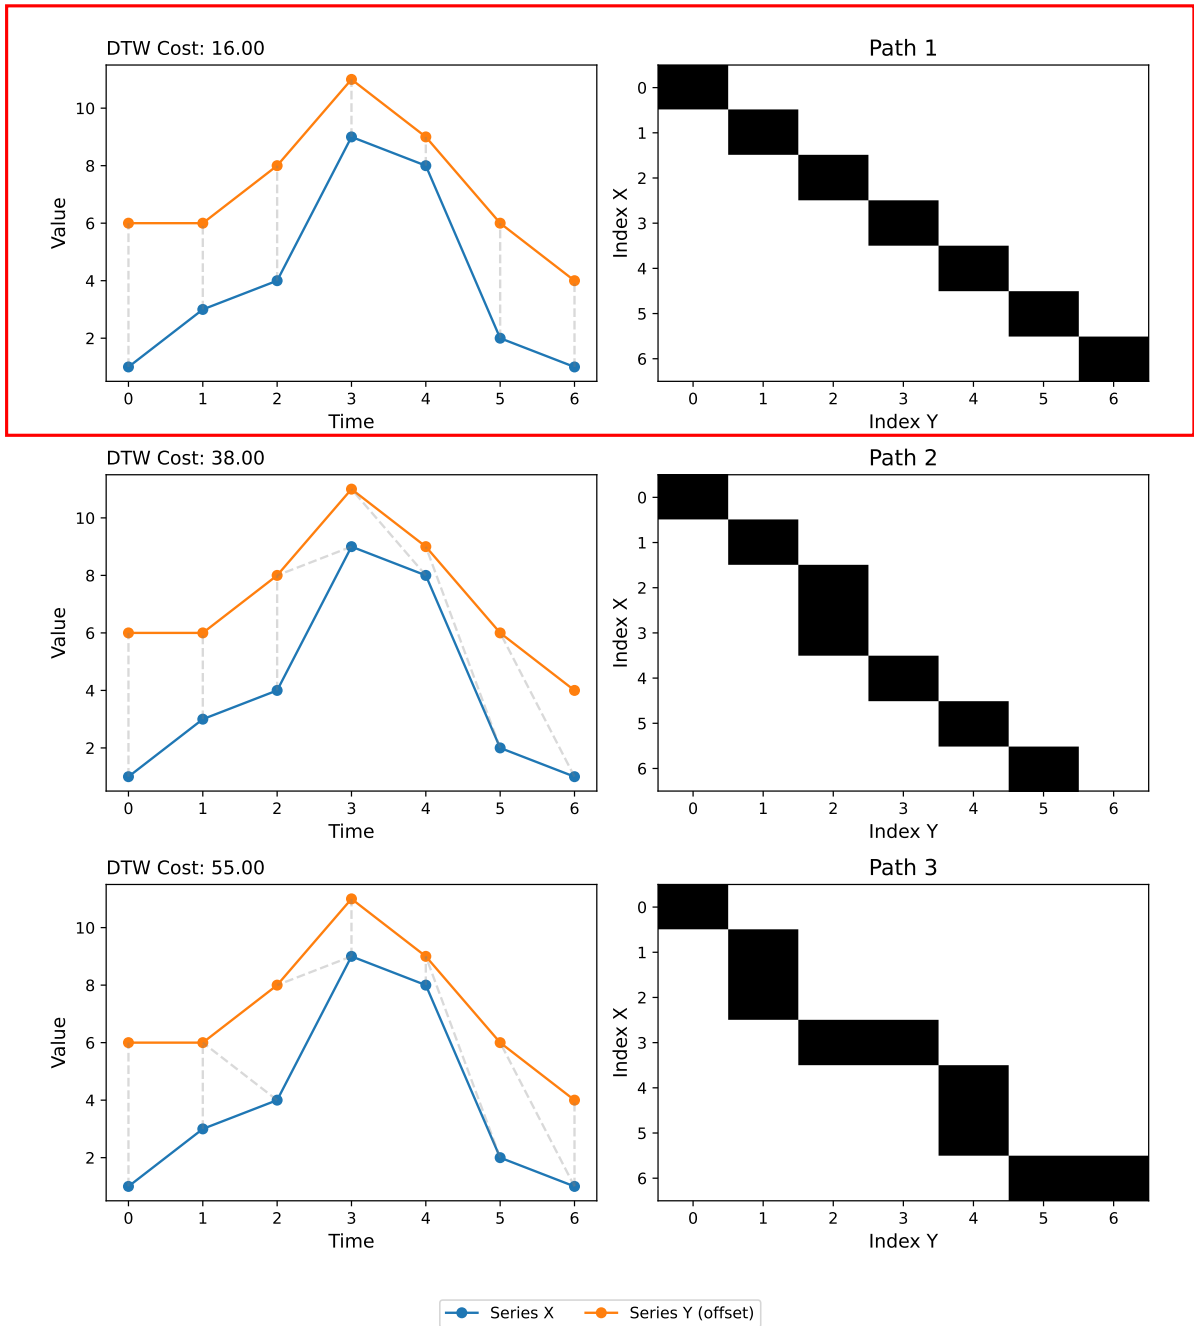 DTW Cost: 16.00
Path 1
Value
10
8
6
4
2
0 1 2 3 4 5 6
Time
Index X
0
1
2
3
4
5
6
0 1 2 3 4 5 6
Index Y
DTW Cost: 38.00
Path 2
Value
10
8
6
4
2
0 1 2 3 4 5 6
Time
Index X
0
1
2
3
4
5
6
0 1 2 3 4 5 6
Index Y
DTW Cost: 55.00
Path 3
Value
10
8
6
4
2
0 1 2 3 4 5 6
Time
Index X
0
1
2
3
4
5
6
0 1 2 3 4 5 6
Index Y
Series X Series Y (offset)